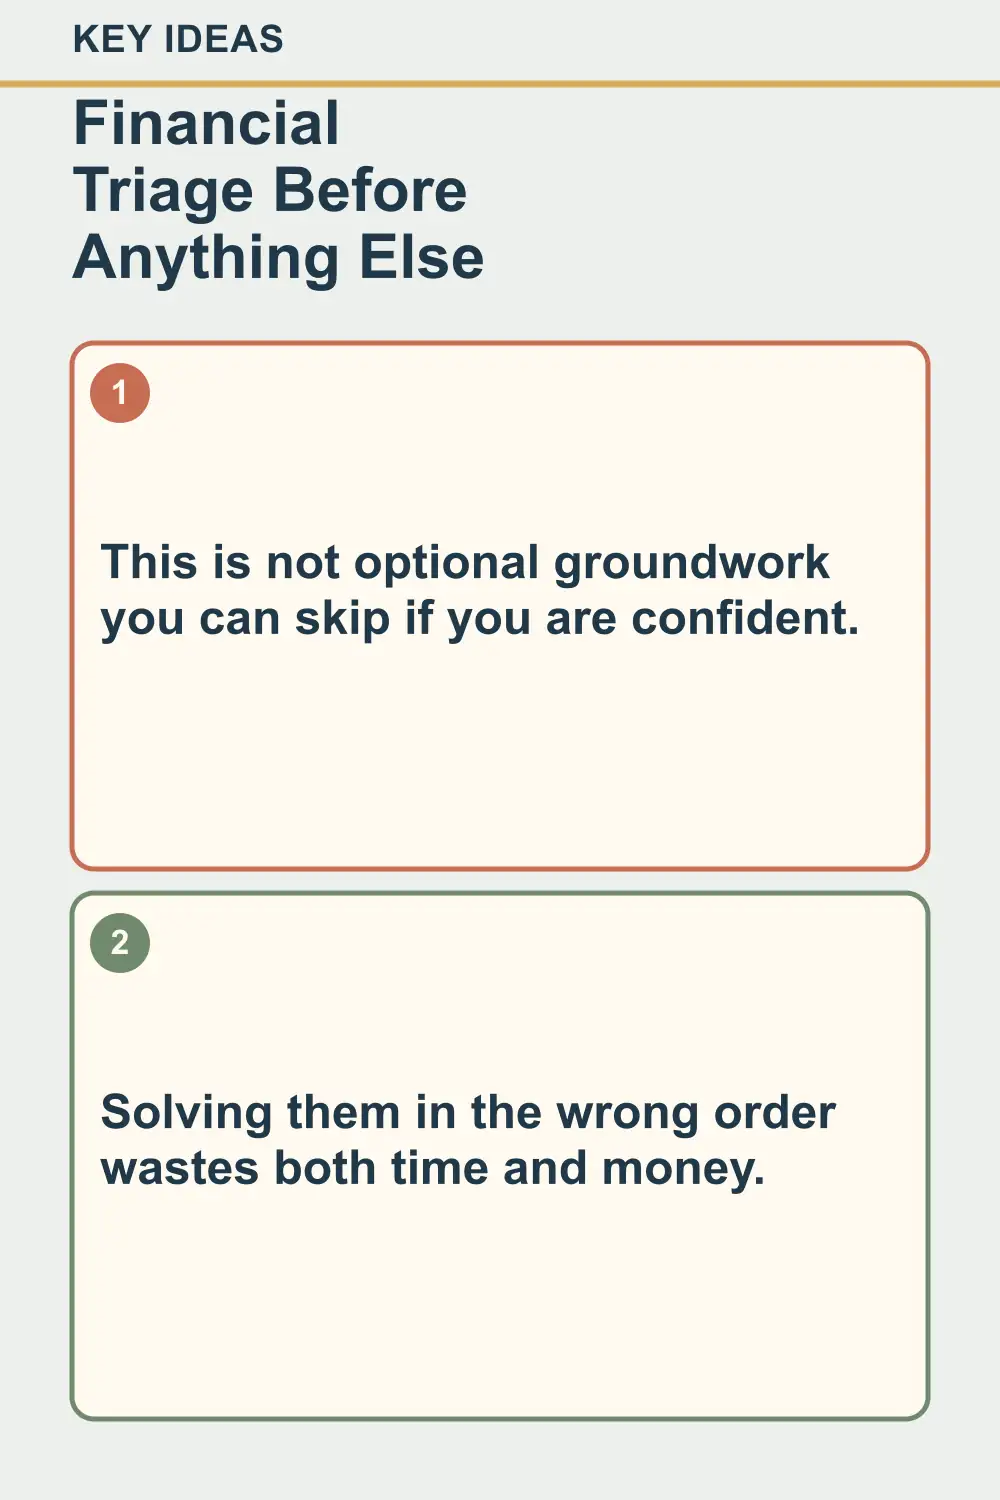 KEY IDEAS
Financial
Triage Before
Anything Else
1
This is not optional groundwork
you can skip if you are confident.
2
Solving them in the wrong order
wastes both time and money.